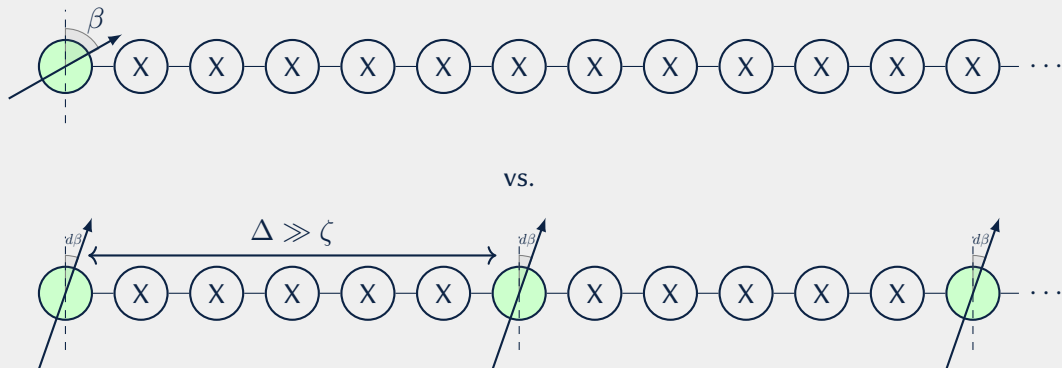 β
X X X X X X X X X X X X ···
vs.
Δ ≫ ζ
dβ dβ dβ
X X X X X X X X X X ···